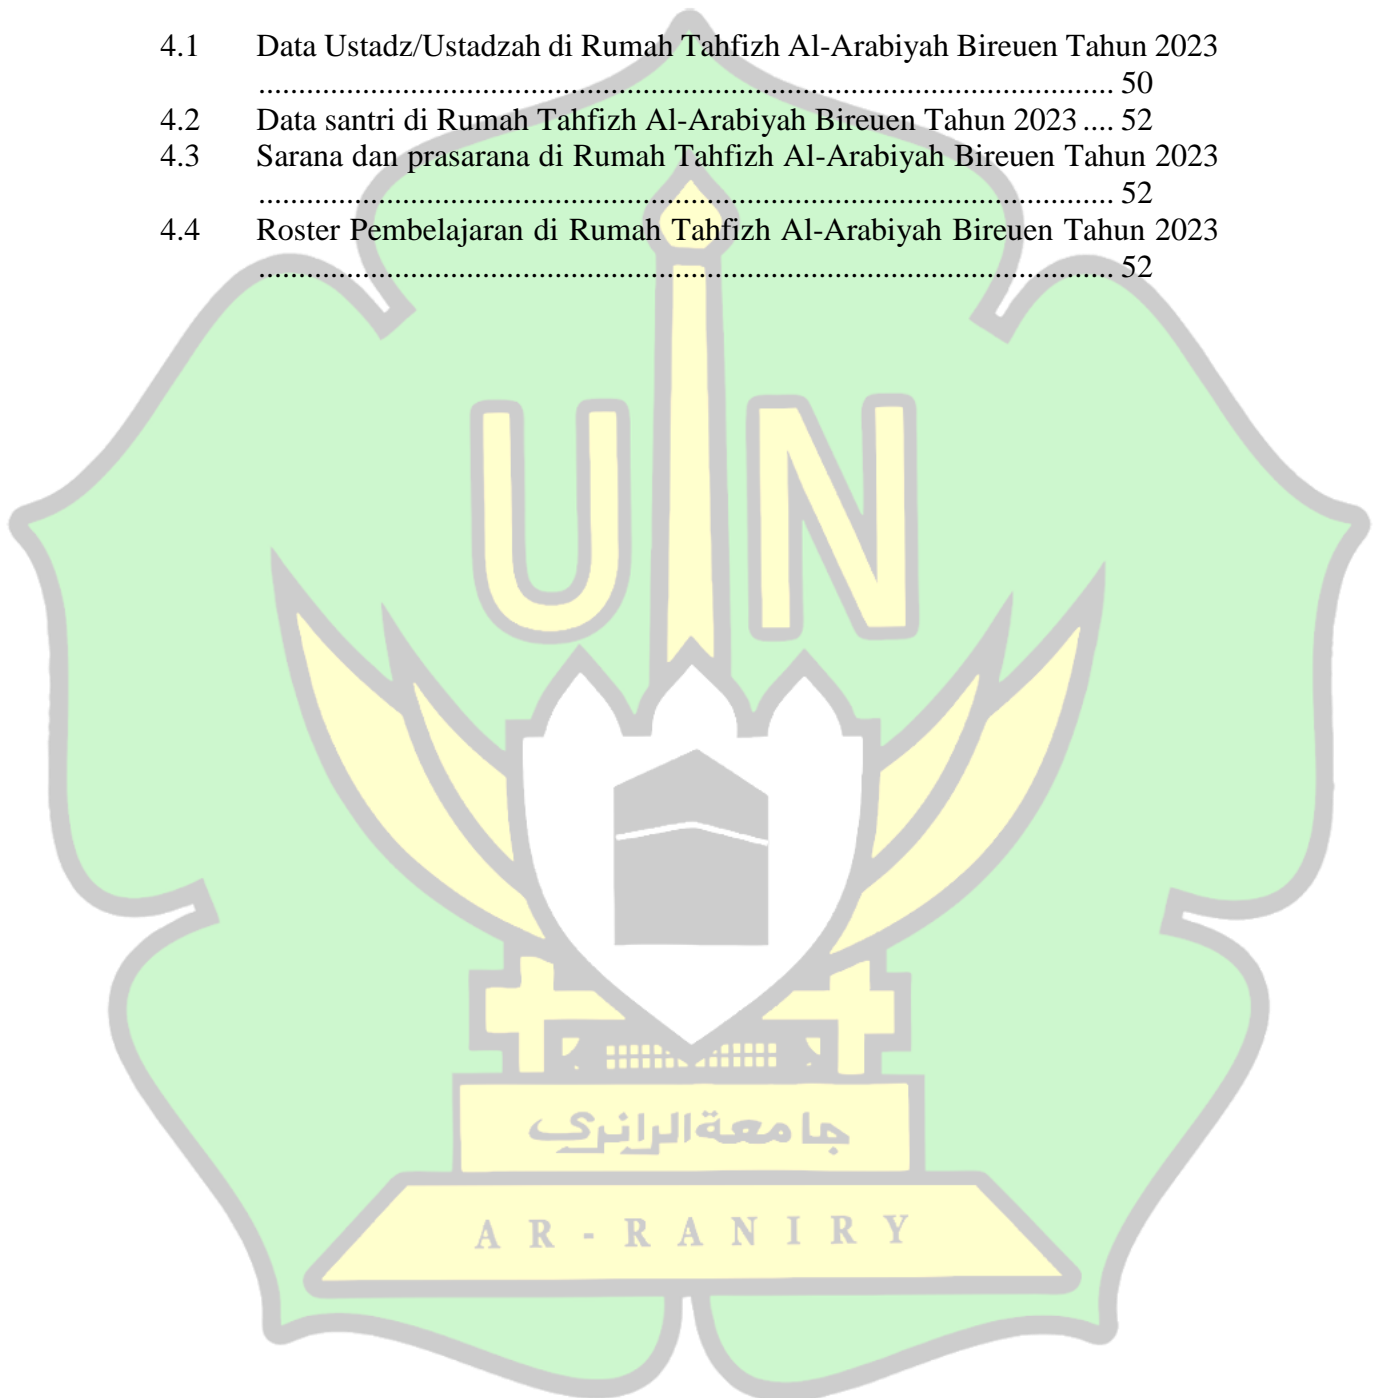 4.1 Data Ustadz/Ustadzah di Rumah Tahfizh Al-Arabiyah Bireuen Tahun 2023
............................................................................................................ 50
4.2 Data santri di Rumah Tahfizh Al-Arabiyah Bireuen Tahun 2023 .... 52
4.3 Sarana dan prasarana di Rumah Tahfizh Al-Arabiyah Bireuen Tahun 2023
............................................................................................................ 52
4.4 Roster Pembelajaran di Rumah Tahfizh Al-Arabiyah Bireuen Tahun 2023
............................................................................................................ 52
UIN
جامعة الرانري
AR-RANIRY